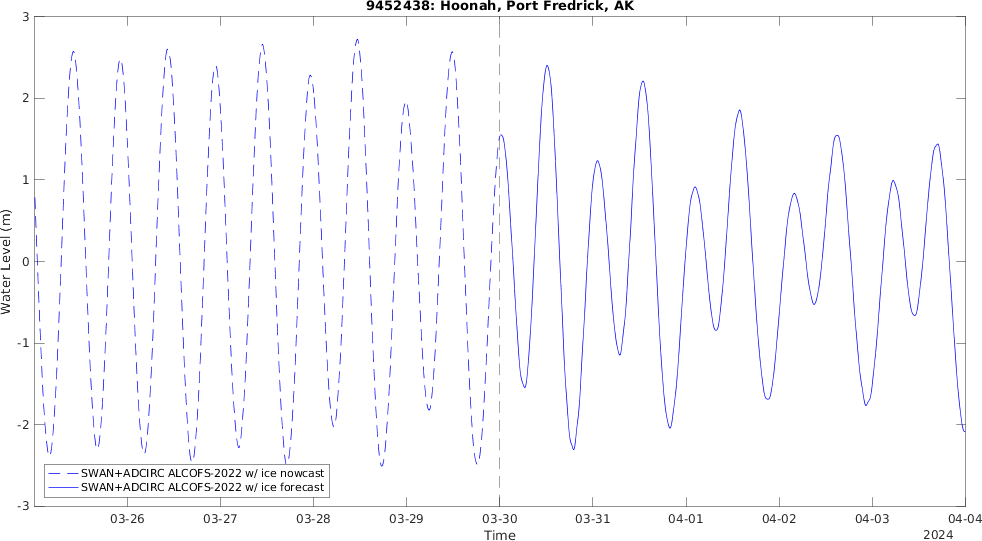 9452438: Hoonah, Port Fredrick, AK
3
2
1
0
-1
-2
-3
Water Level (m)
SWAN+ADCIRC ALCOFS-2022 w/ ice nowcast
SWAN+ADCIRC ALCOFS-2022 w/ ice forecast
03-26 03-27 03-28 03-29 03-30 03-31 04-01 04-02 04-03 04-04
Time
2024